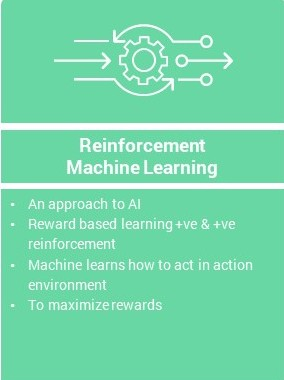 Reinforcement
Machine Learning
• An approach to AI
• Reward based learning +ve & +ve
reinforcement
• Machine learns how to act in action
environment
• To maximize rewards